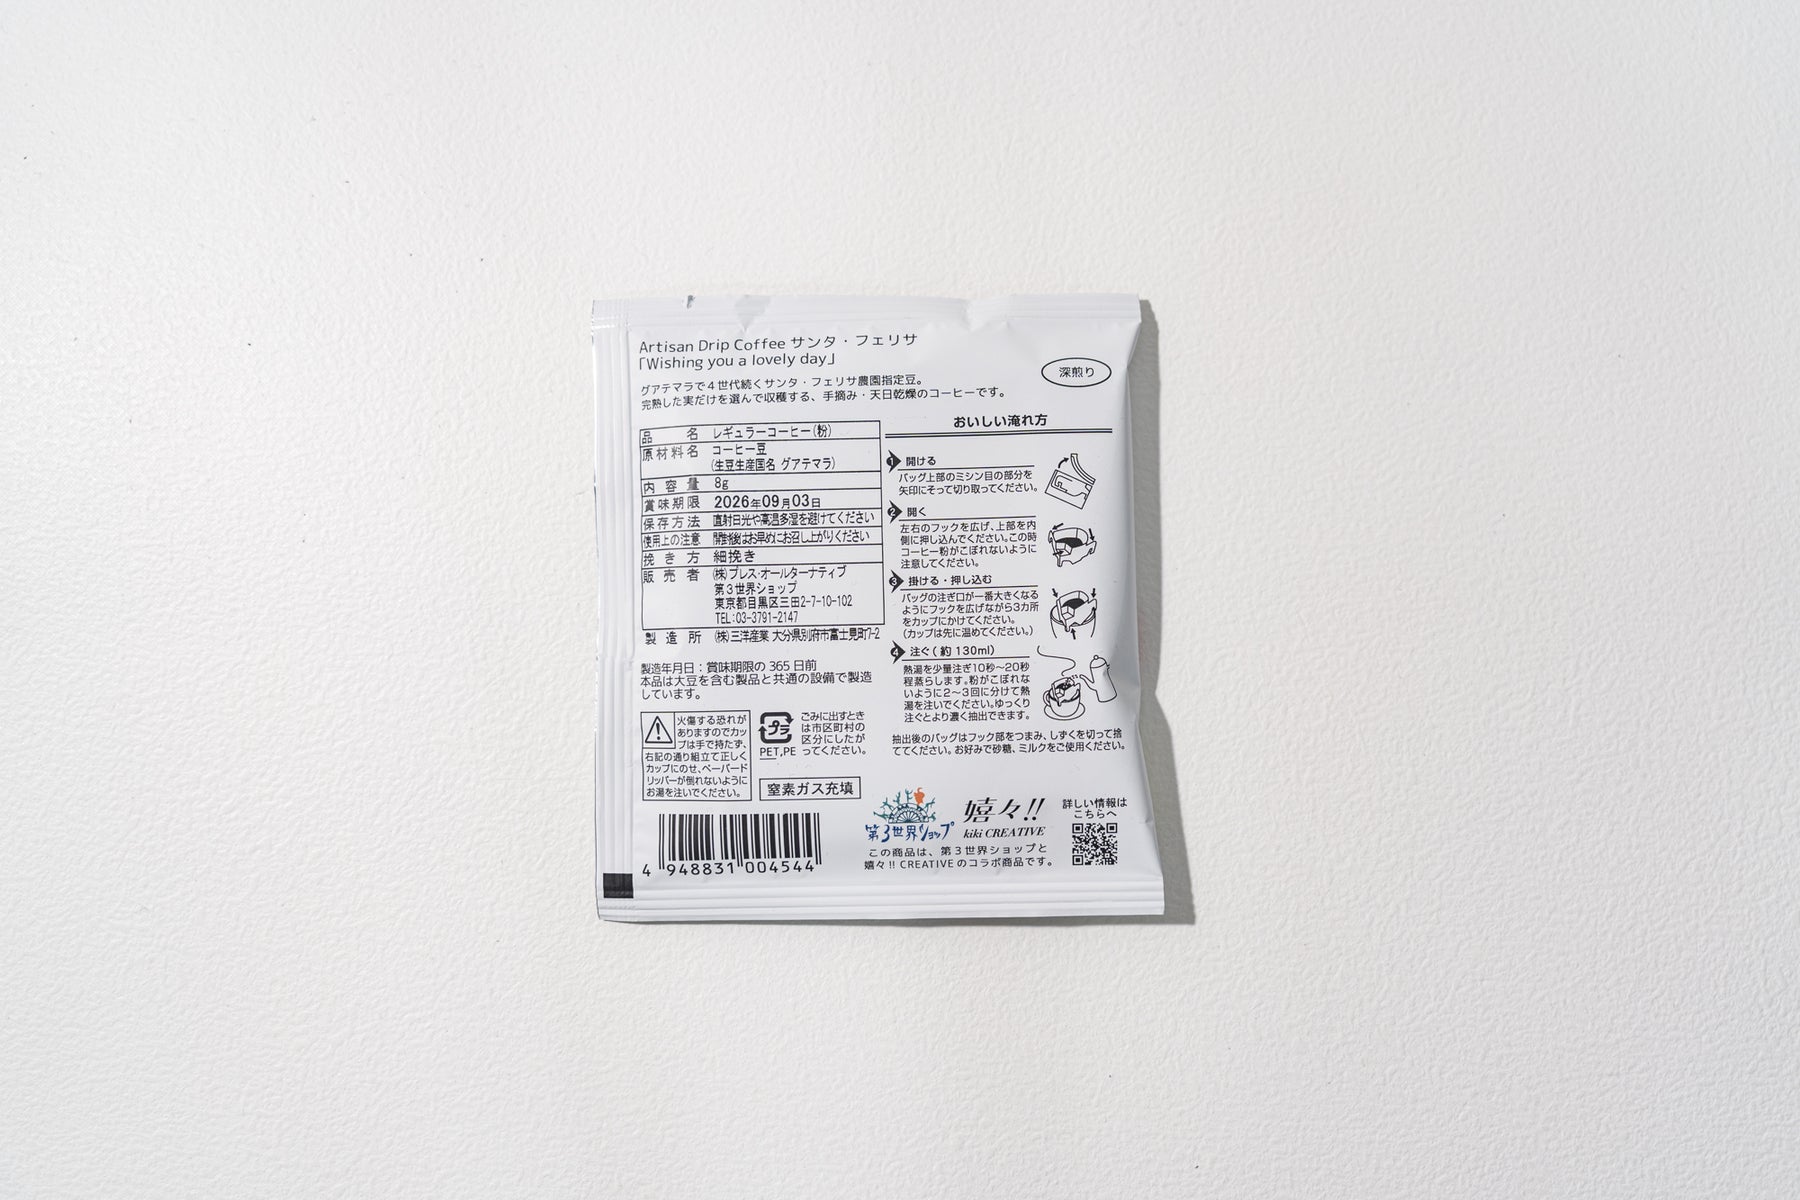 Artisan Drip Coffee サンタ・フェリサ
「Wishing you a lovely day」
グアテマラで４世代続くサンタ・フェリサ農園指定豆。
完熟した実だけを選んで収穫する、手摘み・天日乾燥のコーヒーです。
深煎り
品名 レギュラーコーヒー（粉）
原材料名 コーヒー豆
（生豆生産国名 グアテマラ）
内容量 8g
賞味期限 2026年09月03日
保存方法 直射日光や高温多湿を避けてください
使用上の注意 開封後はお早めにお召し上がりください
挽き方 細挽き
販売者 （株）プレス・オールターナティブ
第３世界ショップ
東京都目黒区三田2-7-10-102
TEL:03-3791-2147
製造所 （株）三洋産業 大分県別府市富士見町7-2
製造年月日：賞味期限の 365 日前
本品は大豆を含む製品と共通の設備で製造
しています。
火傷する恐れが
ありますのでカッ
プは手で持たず、
右記の通り組立て正しく
カップにのせ、ペーパード
リッパーが倒れないように
お湯を注いでください。
プラ
PET,PE
ごみに出すとき
は市区町村の
区分にしたが
ってください。
窒素ガス充填
4 948831 004544
おいしい淹れ方
1 開ける
バッグ上部のミシン目の部分を
矢印にそって切り取ってください。
2 開く
左右のフックを広げ、上部を内
側に押し込んでください。この時
コーヒー粉がこぼれないように
注意してください。
3 掛ける・押し込む
バッグの注ぎ口が一番大きくなる
ようにフックを広げながら3カ所
をカップにかけてください。
（カップは先に温めてください。）
4 注ぐ（約 130ml）
熱湯を少量注ぎ10秒〜20秒
程蒸らします。粉がこぼれな
いように2〜3回に分けて熱
湯を注いでください。ゆっくり
注ぐとより濃く抽出できます。
抽出後のバッグはフック部をつまみ、しずくを切って捨
ててください。お好みで砂糖、ミルクをご使用ください。
第3世界ショップ
嬉々!!
kiki CREATIVE
この商品は、第３世界ショップと
嬉々!! CREATIVE のコラボ商品です。
詳しい情報は
こちらへ